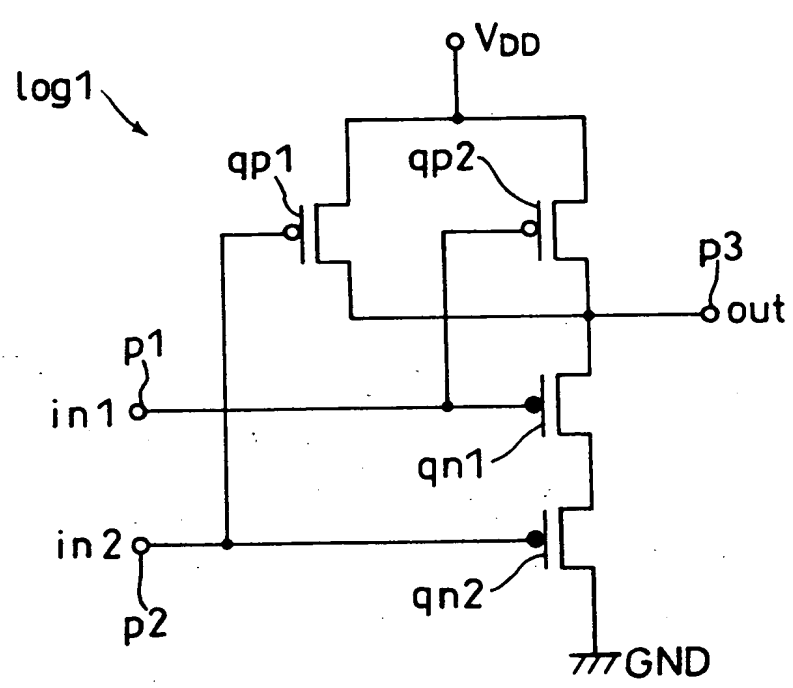 VDD
log1
qp1
qp2
p3
out
p1
in1
qn1
in2
qn2
p2
GND